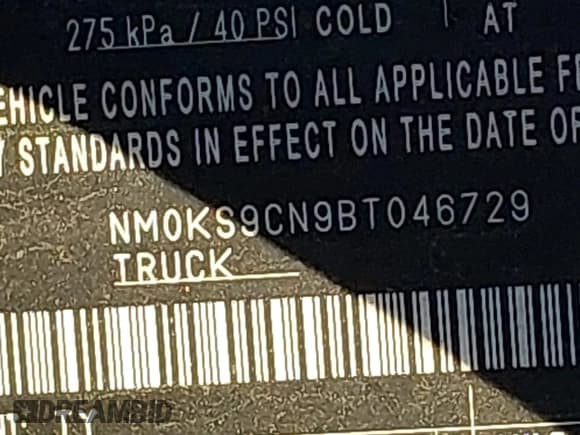 275 kPa / 40 PSI COLD AT
EHICLE CONFORMS TO ALL APPLICABLE
STANDARDS IN EFFECT ON THE DATE OF
NM0KS9CN9BT046729
TRUCK
DREAMBID